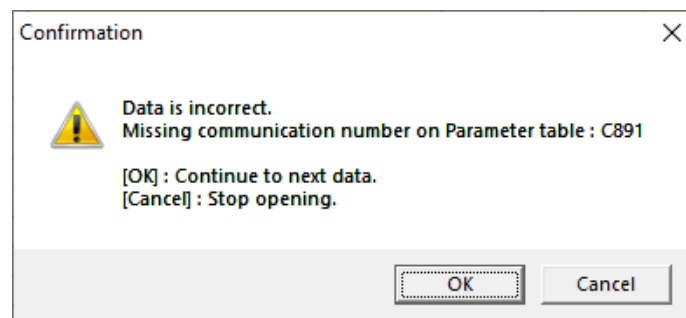 Confirmation
Data is incorrect.
Missing communication number on Parameter table : C891
[OK] : Continue to next data.
[Cancel] : Stop opening.
OK
Cancel